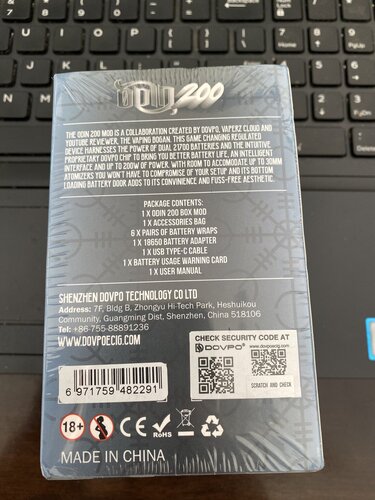 ODIN 200
THE ODIN 200 MOD IS A COLLABORATION CREATED BY DOVPO, VAPERZ CLOUD AND
YOUTUBE REVIEWER, THE VAPING BOGAN. THIS GAME CHANGING REGULATED
DEVICE HARNESSES THE POWER OF DUAL 21700 BATTERIES AND THE INTUITIVE
PROPRIETARY DOVPO CHIP TO BRING YOU BETTER BATTERY LIFE, AN INTELLIGENT
INTERFACE AND UP TO 200W OF POWER. WITH ROOM TO ACCOMODATE UP TO 30MM
ATOMIZERS YOU WON'T HAVE TO COMPROMISE OF YOUR SETUP AND ITS BOTTOM
LOADING BATTERY DOOR ADDS TO ITS CONVENIENCE AND FUSS-FREE AESTHETIC.
PACKAGE CONTENTS:
1 X ODIN 200 BOX MOD
1 X ACCESSORIES BAG
6 X PAIRS OF BATTERY WRAPS
1 X 18650 BATTERY ADAPTER
1 X USB TYPE-C CABLE
1 X BATTERY USAGE WARNING CARD
1 X USER MANUAL
SHENZHEN DOVPO TECHNOLOGY CO LTD
Address: 7F, Bldg B, Zhongyu Hi-Tech Park, Heshuikou
Community, Guangming Dist, Shenzhen, China 518106
Tel: +86-755-88891236
WWW.DOVPOECIG.COM
CHECK SECURITY CODE AT
DOVPO
www.dovpoecig.com
SCRATCH AND CHECK
6 971759 482291
18+
CE
RoHS
MADE IN CHINA